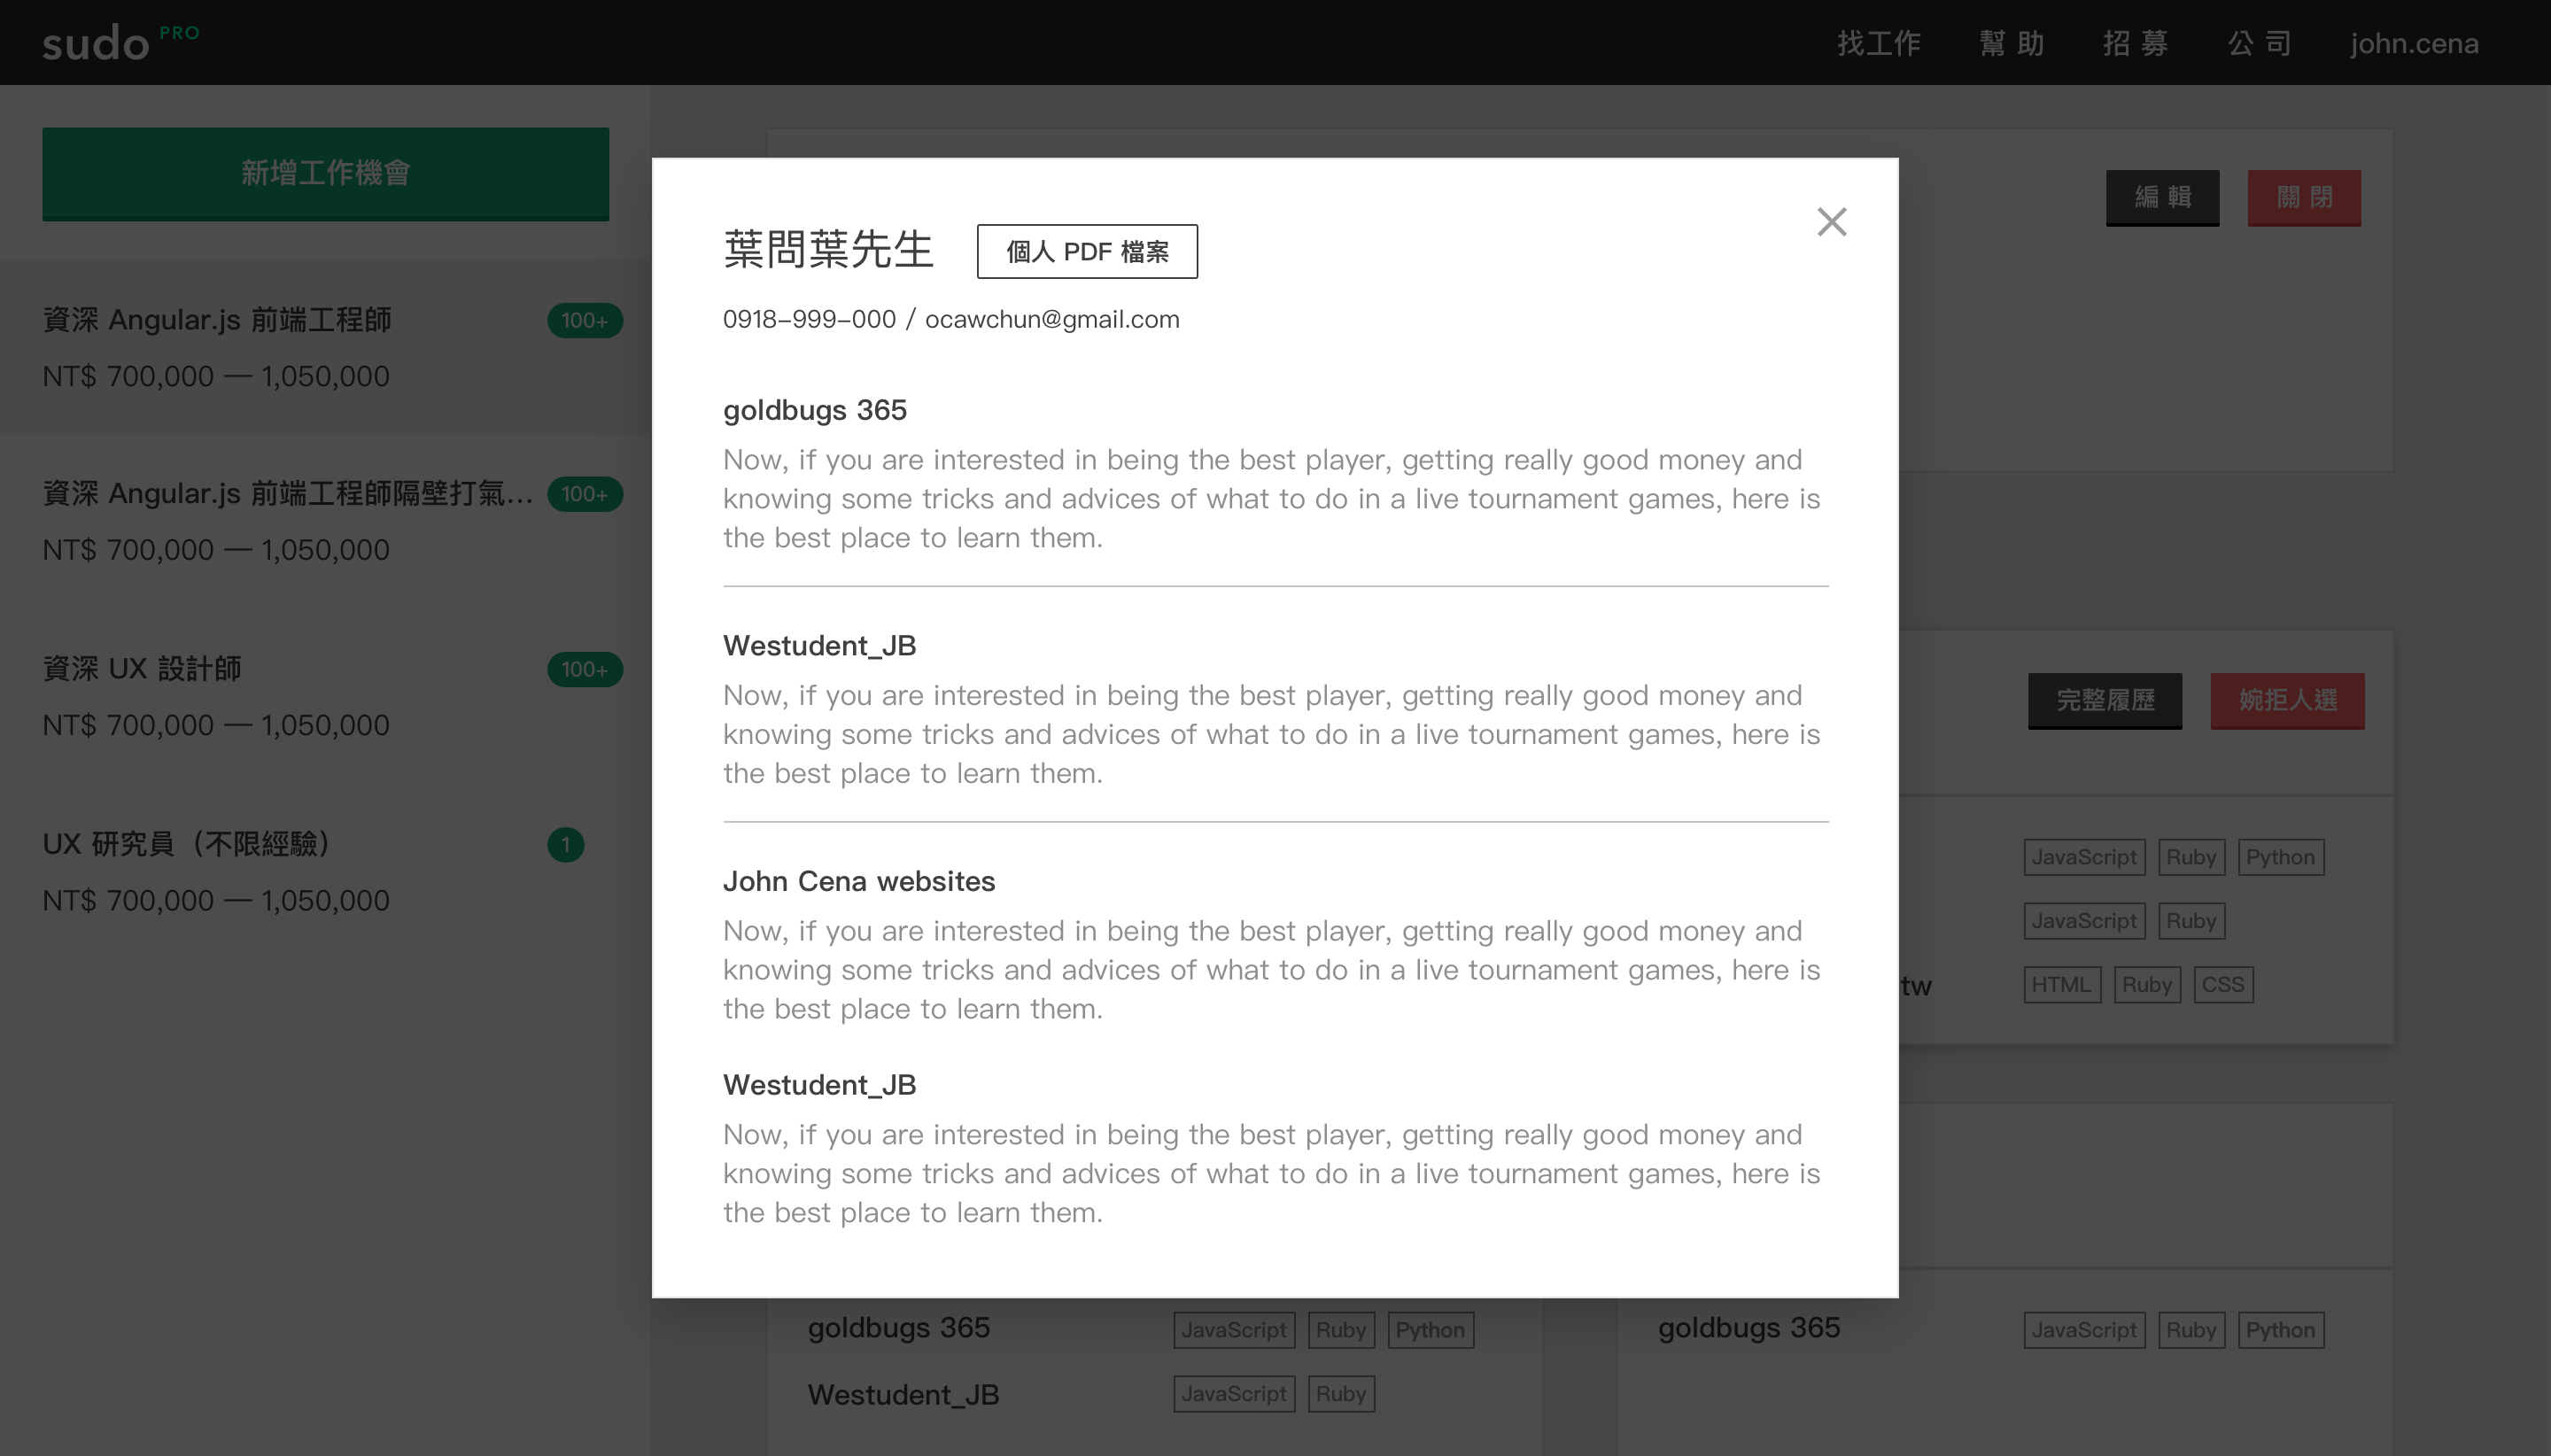 sudo PRO
找工作
幫 助
招 募
公 司
john.cena
新增工作機會
資深 Angular.js 前端工程師
100+
NT$ 700,000 — 1,050,000
資深 Angular.js 前端工程師隔壁打氣...
100+
NT$ 700,000 — 1,050,000
資深 UX 設計師
100+
NT$ 700,000 — 1,050,000
UX 研究員（不限經驗）
1
NT$ 700,000 — 1,050,000
編 輯
關 閉
葉問葉先生
個人 PDF 檔案
0918-999-000 / ocawchun@gmail.com
goldbugs 365
Now, if you are interested in being the best player, getting really good money and
knowing some tricks and advices of what to do in a live tournament games, here is
the best place to learn them.
Westudent_JB
Now, if you are interested in being the best player, getting really good money and
knowing some tricks and advices of what to do in a live tournament games, here is
the best place to learn them.
John Cena websites
Now, if you are interested in being the best player, getting really good money and
knowing some tricks and advices of what to do in a live tournament games, here is
the best place to learn them.
Westudent_JB
Now, if you are interested in being the best player, getting really good money and
knowing some tricks and advices of what to do in a live tournament games, here is
the best place to learn them.
完整履歷
婉拒人選
JavaScript Ruby Python
JavaScript Ruby
tw
HTML Ruby CSS
goldbugs 365
JavaScript Ruby Python
Westudent_JB
JavaScript Ruby
goldbugs 365
JavaScript Ruby Python